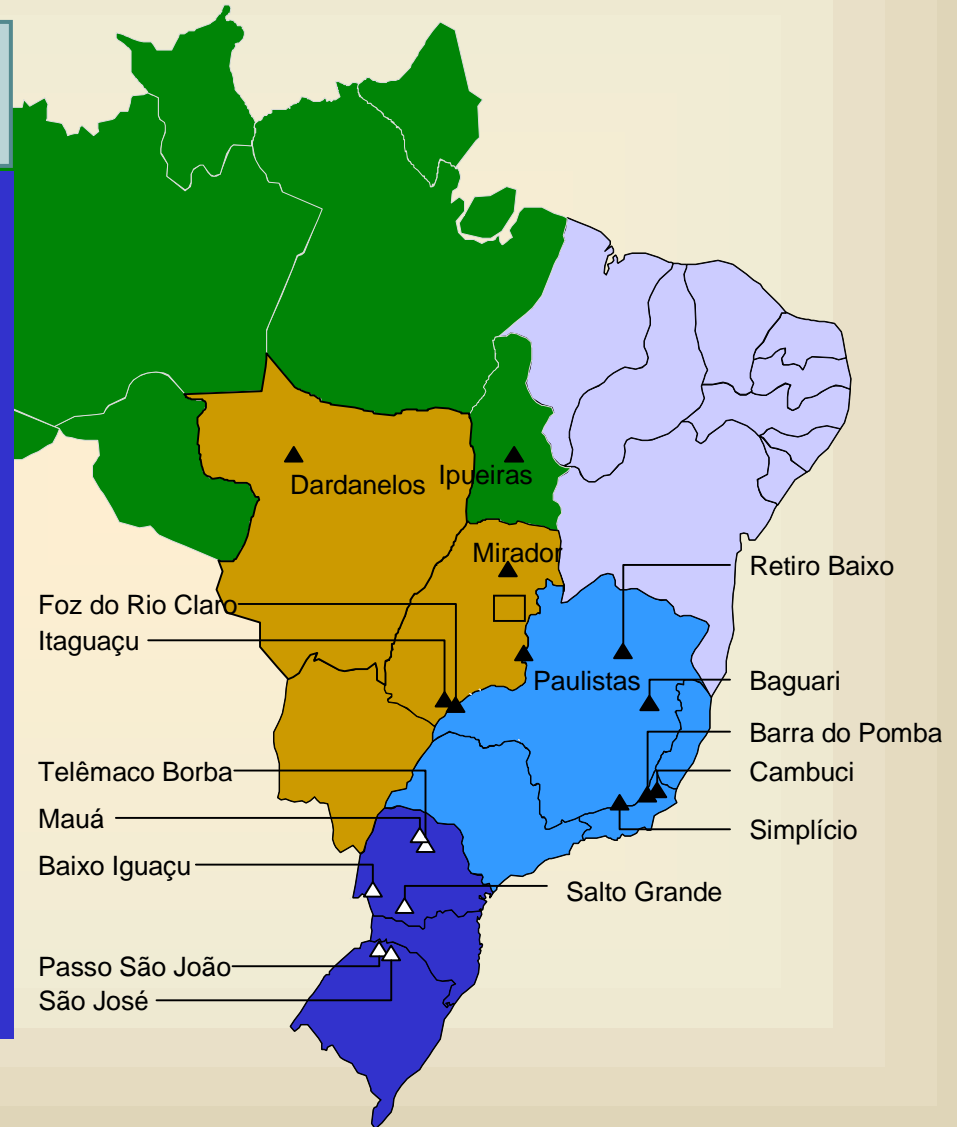 Dardanelos
Ipueiras
Mirador
Retiro Baixo
Foz do Rio Claro
Itaguaçu
Paulistas
Baguari
Barra do Pomba
Telêmaco Borba
Cambuci
Mauá
Simplício
Baixo Iguaçu
Salto Grande
Passo São João
São José